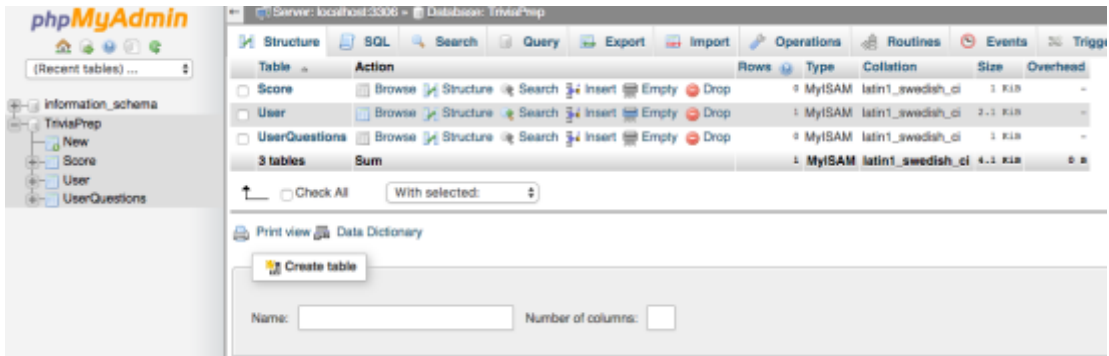 phpMyAdmin
(Recent tables) ...
information_schema
TriviaPrep
New
Score
User
UserQuestions
Server: localhost:3306 » Database: TriviaPrep
Structure SQL Search Query Export Import Operations Routines Events Trigge
Table Action Rows Type Collation Size Overhead
Score Browse Structure Search Insert Empty Drop 0 MyISAM latin1_swedish_ci 1 KiB -
User Browse Structure Search Insert Empty Drop 1 MyISAM latin1_swedish_ci 2.1 KiB -
UserQuestions Browse Structure Search Insert Empty Drop 0 MyISAM latin1_swedish_ci 1 KiB -
3 tables Sum 1 MyISAM latin1_swedish_ci 4.1 KiB 0 B
Check All With selected:
Print view Data Dictionary
Create table
Name: Number of columns: